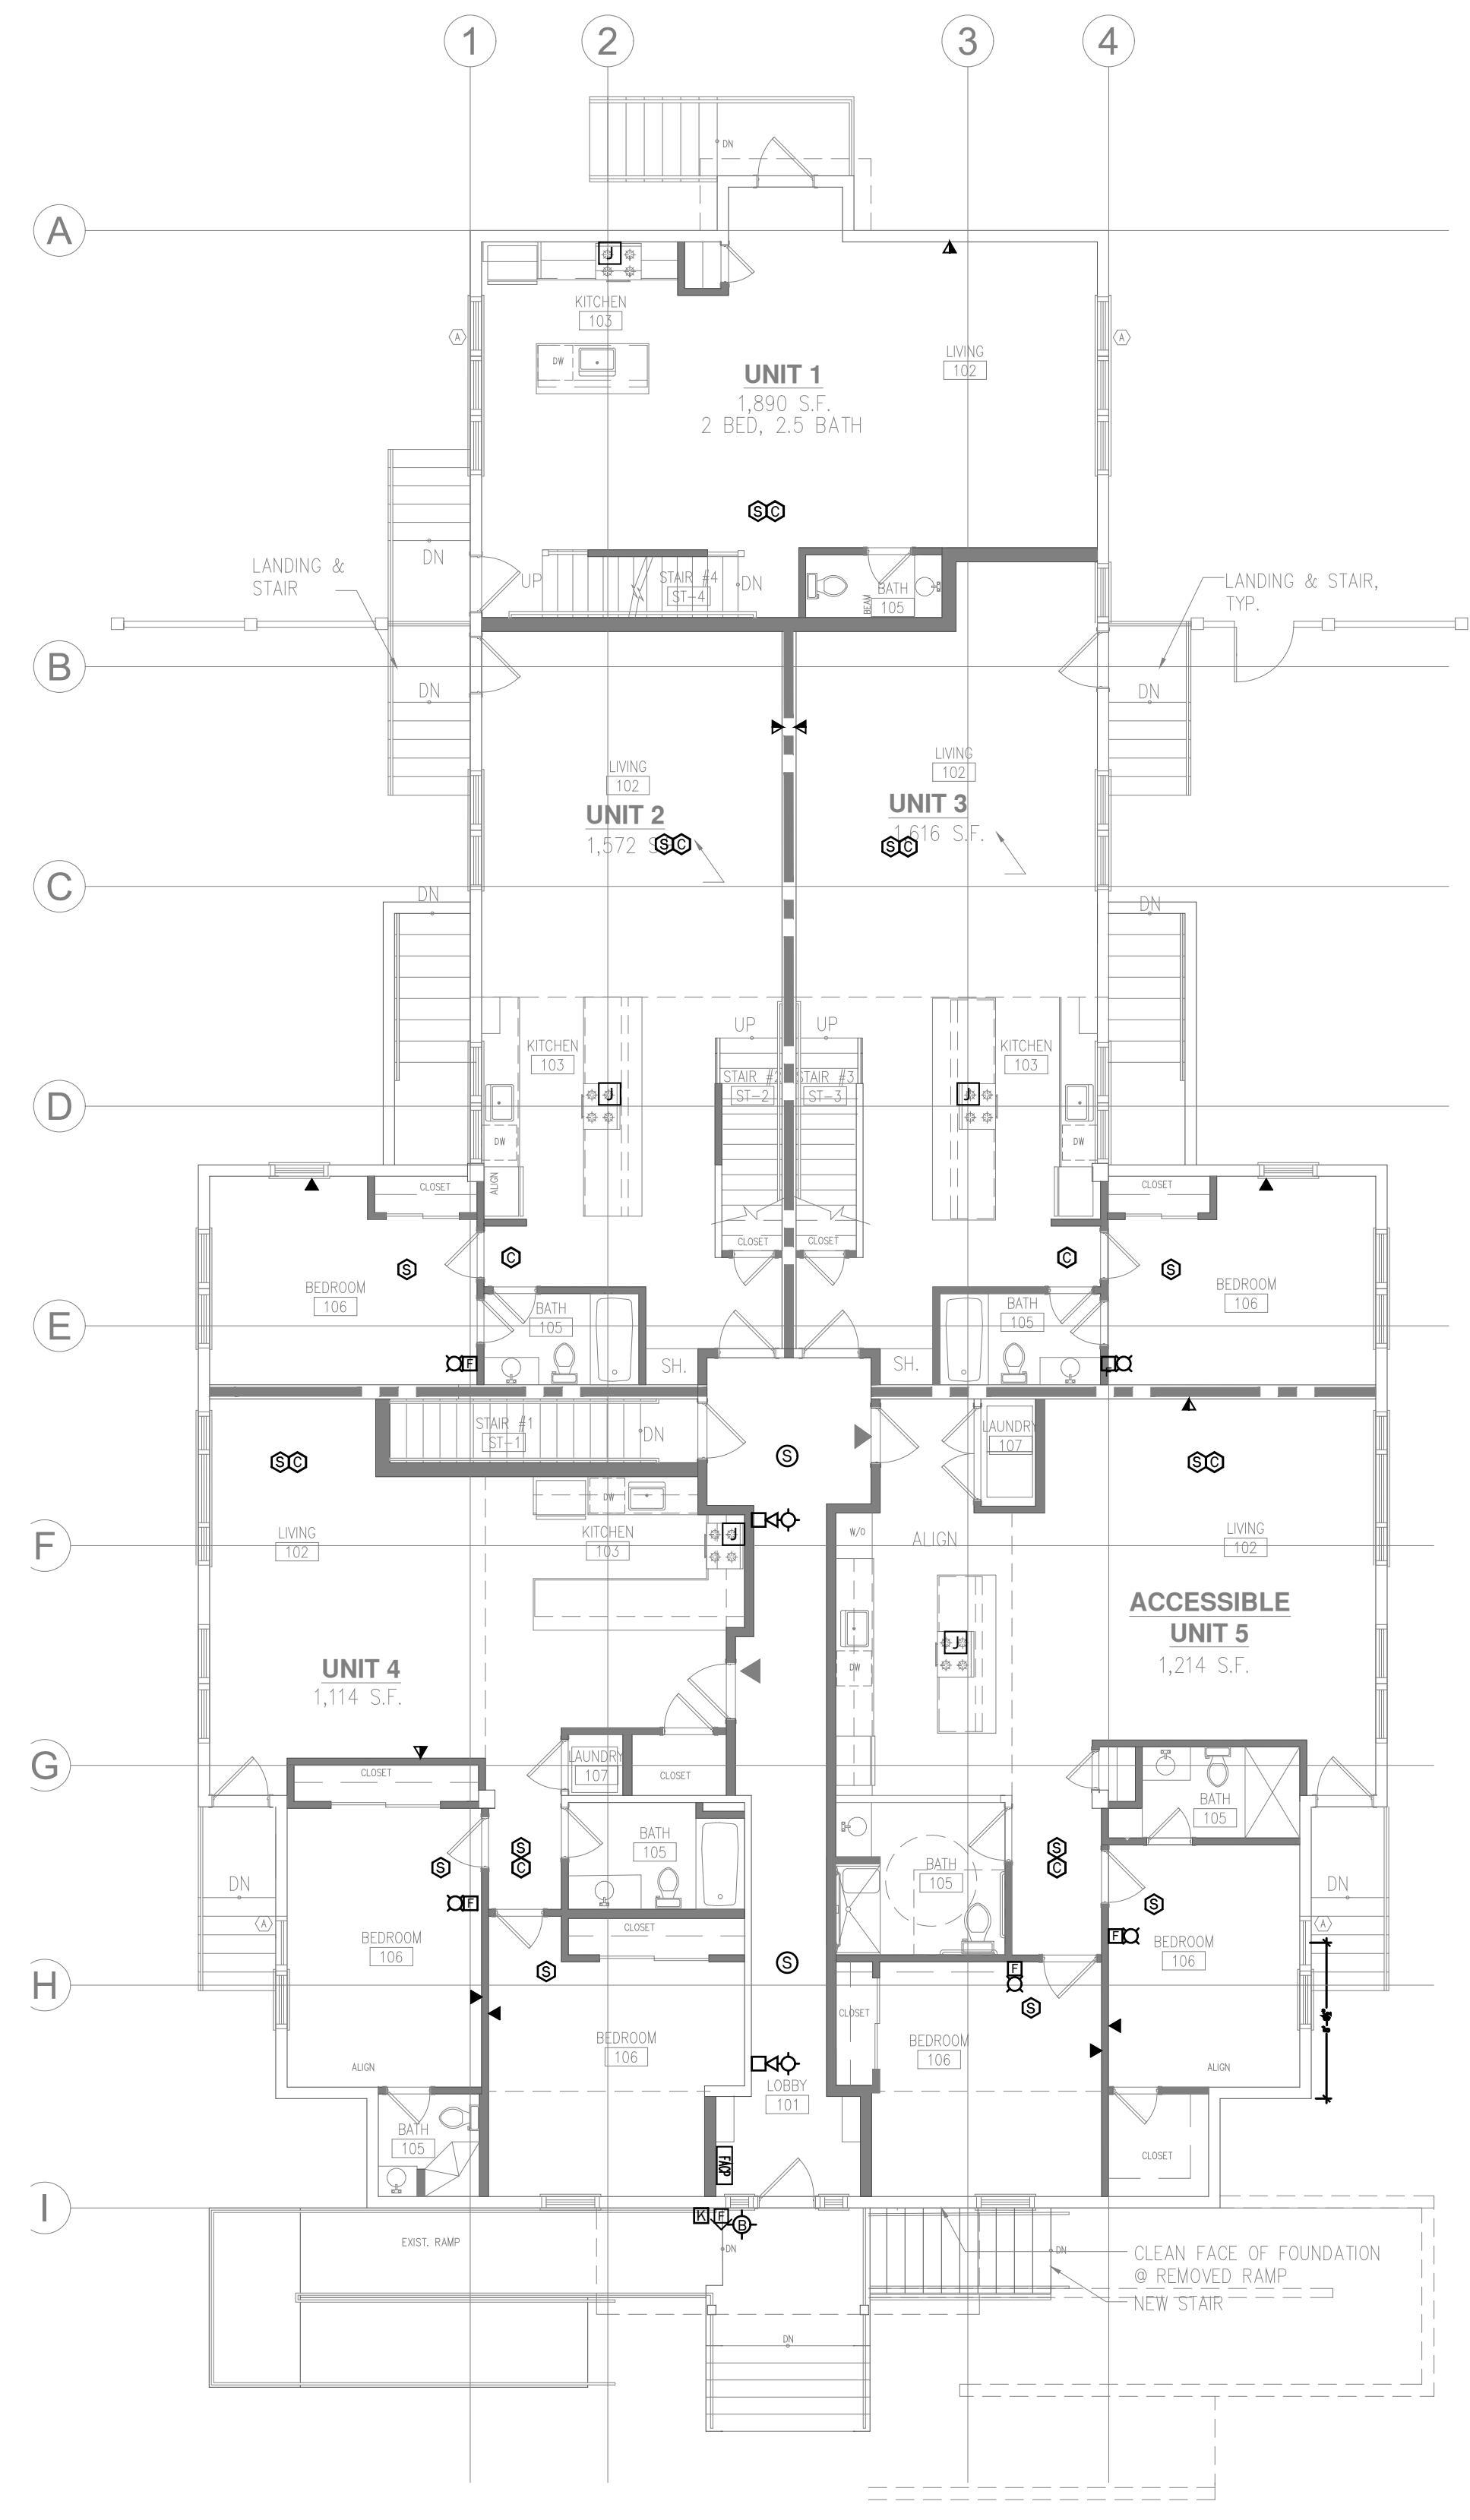 1
2
3
4
DN
A
J
KITCHEN
103
A
LIVING
102
A
DW
UNIT 1
1,890 S.F.
2 BED, 2.5 BATH
S C
LANDING &
STAIR
DN
UP
STAIR #4
ST-4
DN
BEAM
BATH
105
LANDING & STAIR,
TYP.
B
DN
DN
LIVING
102
LIVING
102
UNIT 2
1,572 S
UNIT 3
1,616 S.F.
S C
S C
C
DN
DN
KITCHEN
103
UP
UP
KITCHEN
103
STAIR #2
ST-2
STAIR #3
ST-3
J
J
D
DW
DW
ALIGN
CLOSET
CLOSET
CLOSET
CLOSET
S
C
C
S
BEDROOM
106
BEDROOM
106
BATH
105
BATH
105
E
F
F
SH.
SH.
STAIR #1
ST-1
DN
LAUNDRY
107
S C
S
S C
DW
F
LIVING
102
KITCHEN
103
J
W/O
ALIGN
LIVING
102
ACCESSIBLE
UNIT 5
1,214 S.F.
J
DW
UNIT 4
1,114 S.F.
G
CLOSET
LAUNDRY
107
CLOSET
BATH
105
BATH
105
S
S
C
BATH
105
S
C
DN
F
S
DN
A
BEDROOM
106
CLOSET
F
BEDROOM
106
A
H
S
S
F
S
CLOSET
BEDROOM
106
BEDROOM
106
ALIGN
ALIGN
LOBBY
101
BATH
105
FACP
CLOSET
I
K
F
B
EXIST. RAMP
DN
DN
CLEAN FACE OF FOUNDATION
@ REMOVED RAMP
NEW STAIR
DN